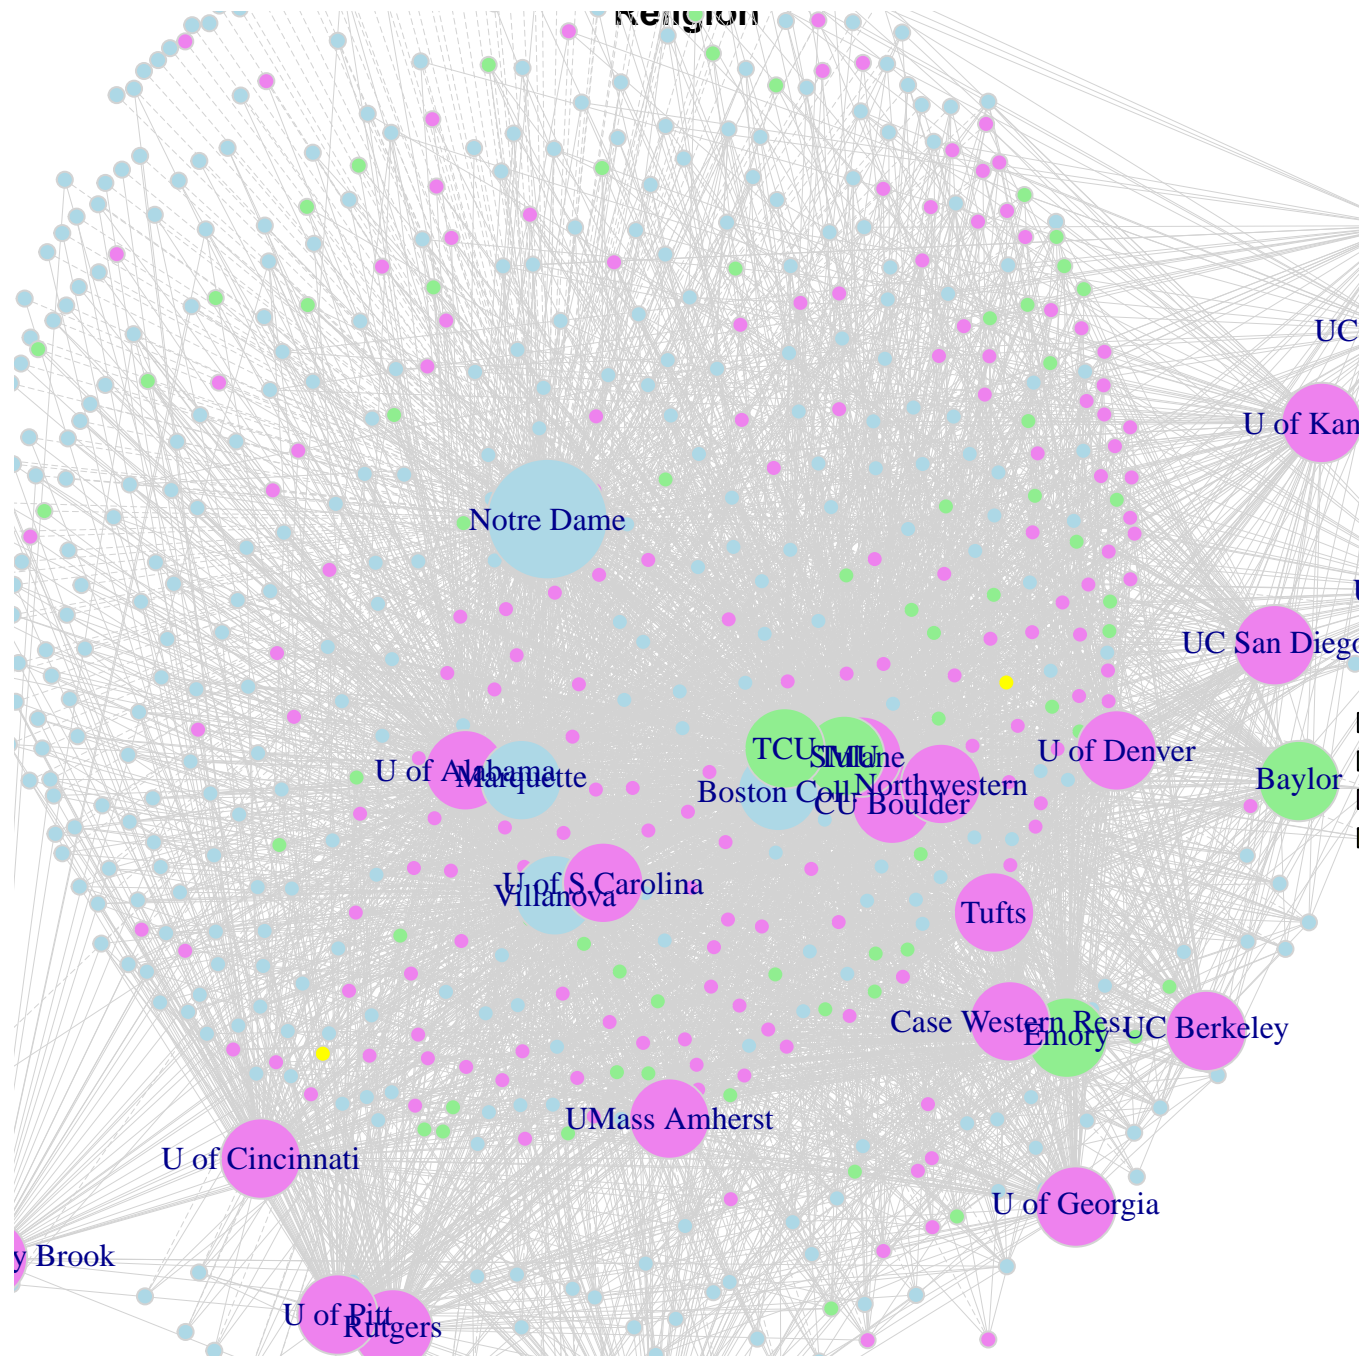 Religion
UC
U of Kan
Notre Dame
UC San Diego
U of Denver
TCU
SMU
Tulane
U of Alabama
Marquette
Baylor
Northwestern
Boston Coll.
CU Boulder
U of S Carolina
Villanova
Tufts
Case Western Res.
Emory
UC Berkeley
UMass Amherst
U of Cincinnati
U of Georgia
y Brook
U of Pitt
Rutgers